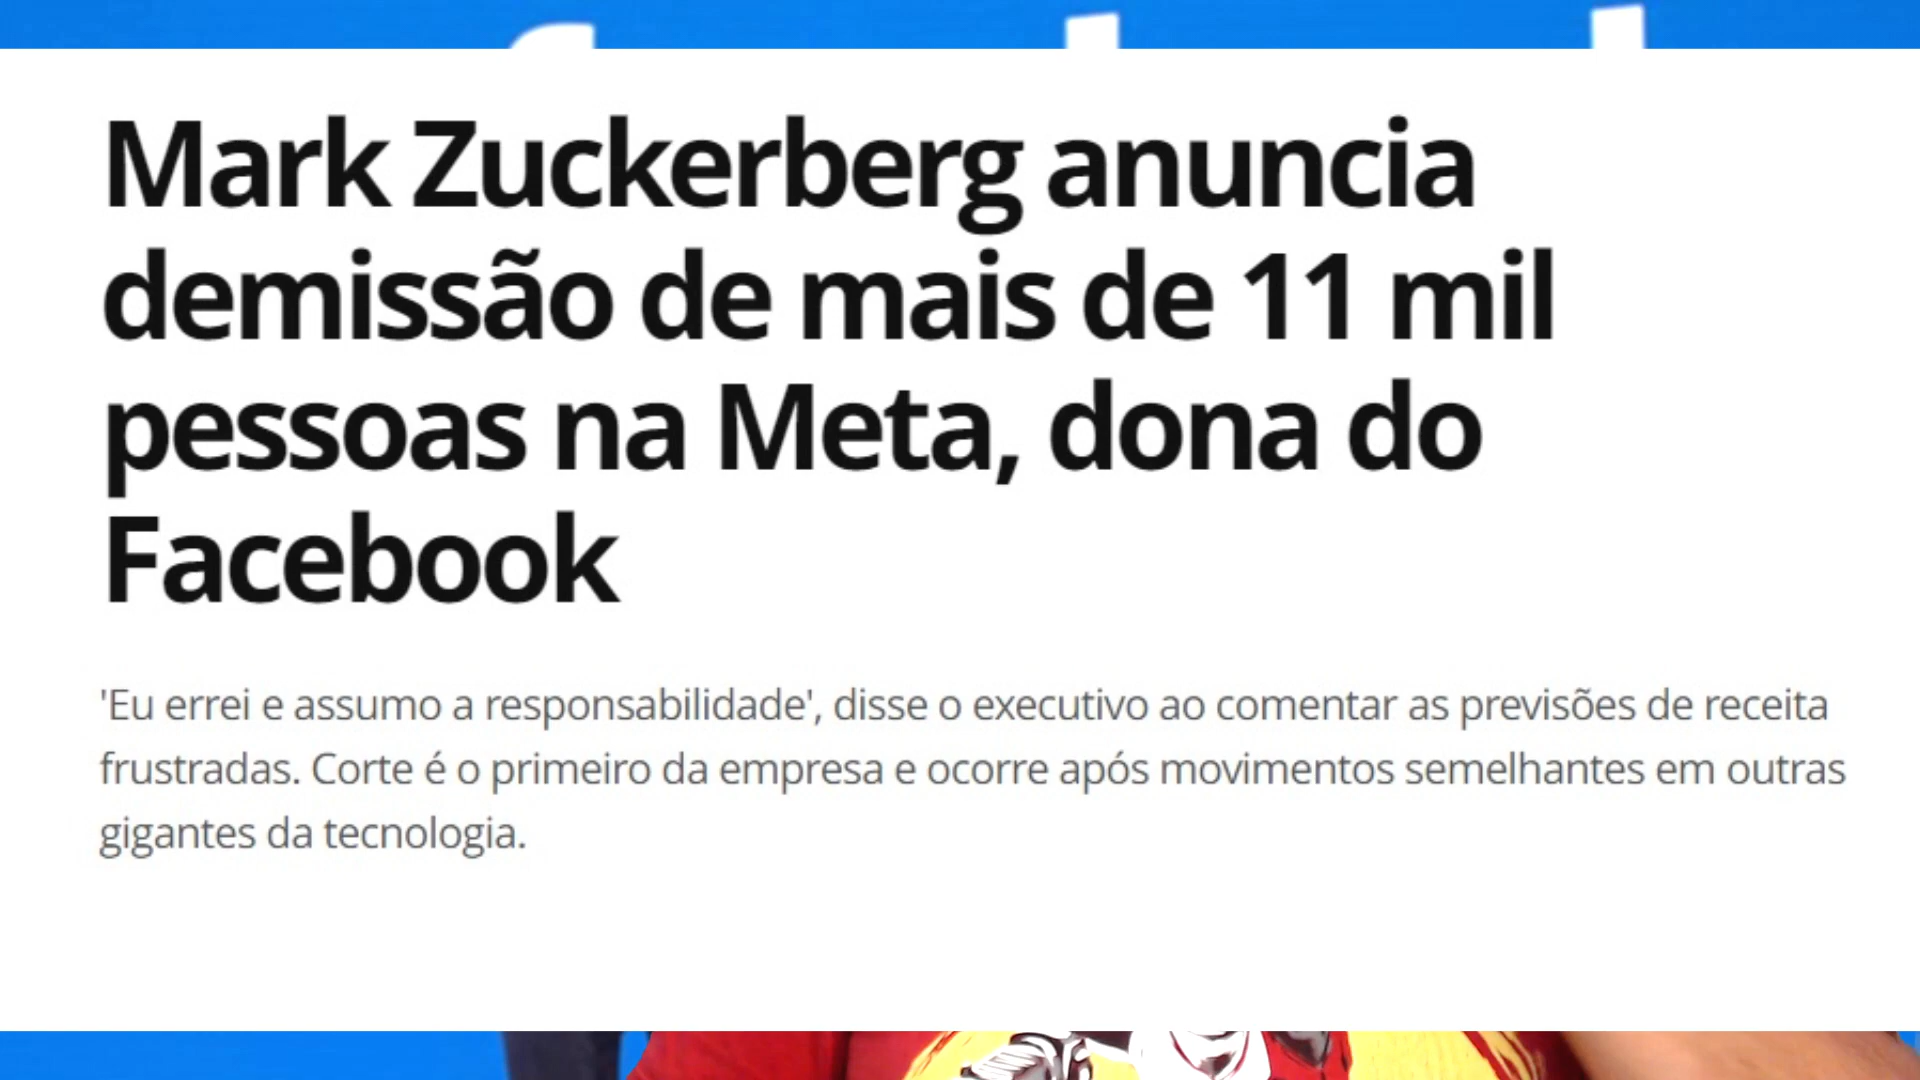 Mark Zuckerberg anuncia
demissão de mais de 11 mil
pessoas na Meta, dona do
Facebook
'Eu errei e assumo a responsabilidade', disse o executivo ao comentar as previsões de receita
frustradas. Corte é o primeiro da empresa e ocorre após movimentos semelhantes em outras
gigantes da tecnologia.